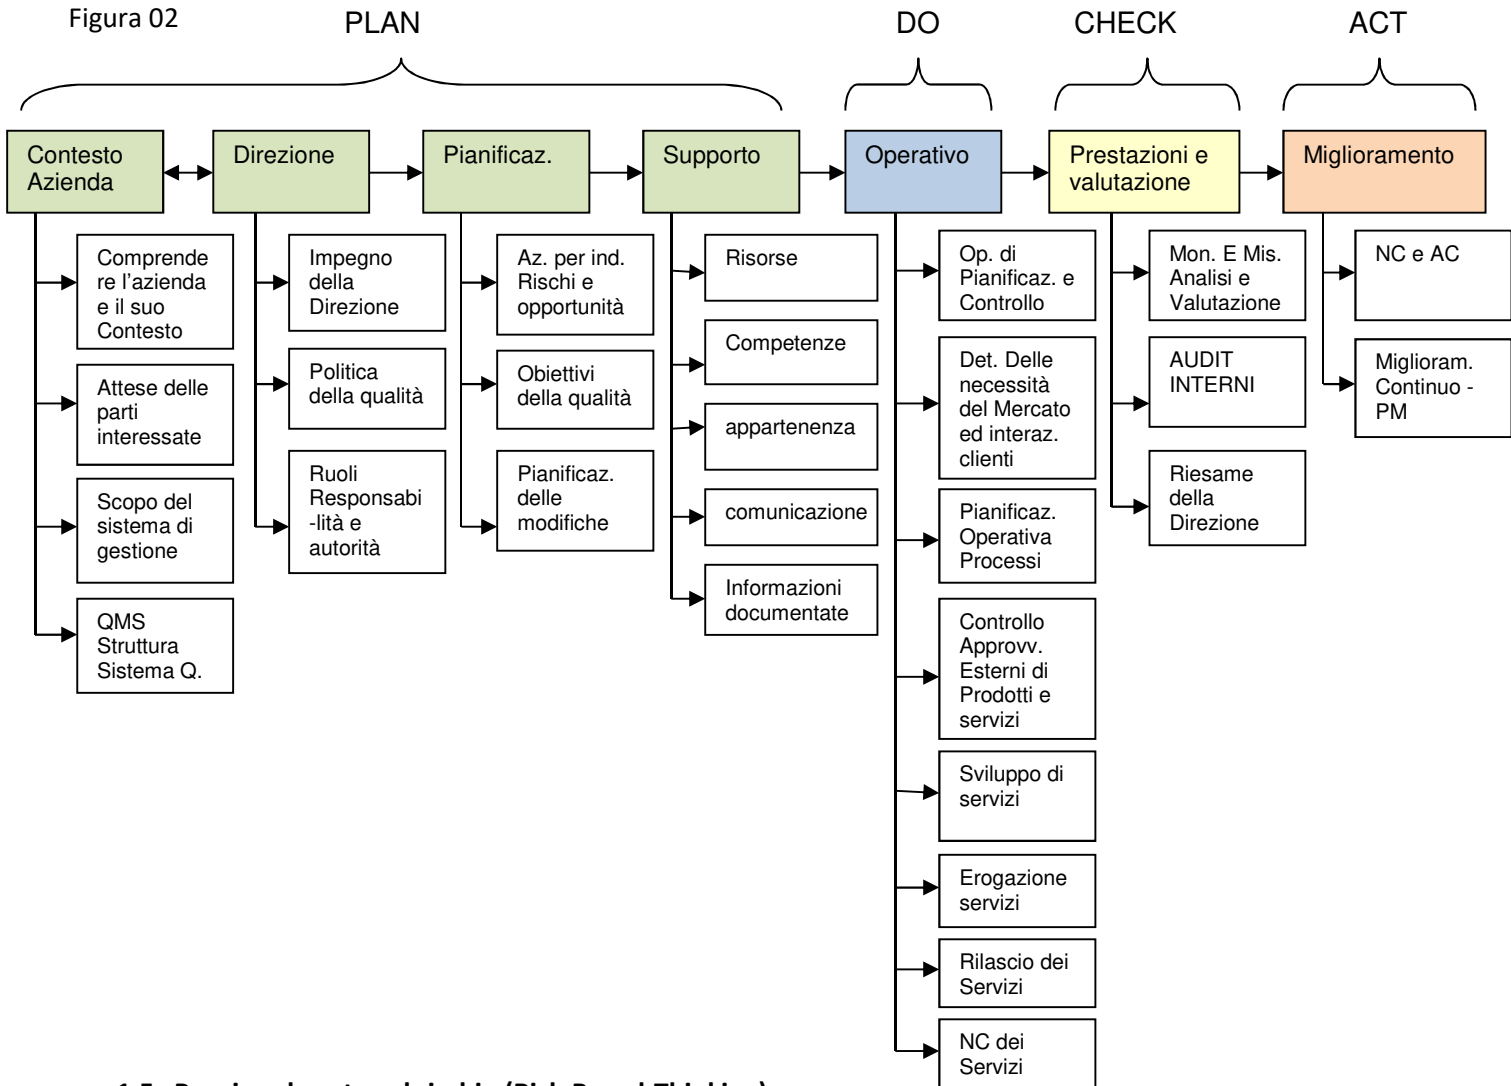 Figura 02
PLAN
DO
CHECK
ACT
Contesto
Azienda
Direzione
Pianificaz.
Supporto
Operativo
Prestazioni e
valutazione
Miglioramento
Comprende
re l'azienda
e il suo
Contesto
Attese delle
parti
interessate
Scopo del
sistema di
gestione
QMS
Struttura
Sistema Q.
Impegno
della
Direzione
Politica
della qualità
Ruoli
Responsabi
-lità e
autorità
Az. per ind.
Rischi e
opportunità
Obiettivi
della qualità
Pianificaz.
delle
modifiche
Risorse
Competenze
appartenenza
comunicazione
Informazioni
documentate
Op. di
Pianificaz. e
Controllo
Det. Delle
necessità
del Mercato
ed interaz.
clienti
Pianificaz.
Operativa
Processi
Controllo
Approvv.
Esterni di
Prodotti e
servizi
Sviluppo di
servizi
Erogazione
servizi
Rilascio dei
Servizi
NC dei
Servizi
Mon. E Mis.
Analisi e
Valutazione
AUDIT
INTERNI
Riesame
della
Direzione
NC e AC
Miglioram.
Continuo -
PM